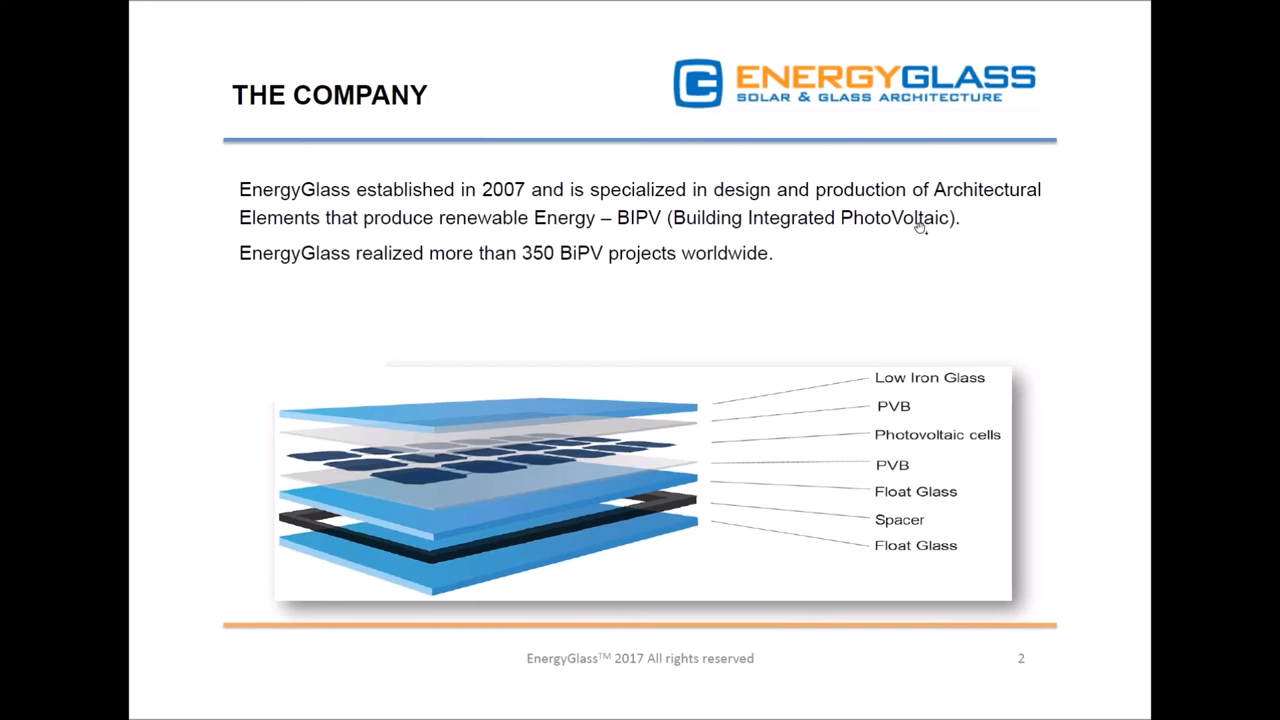 THE COMPANY
ENERGYGLASS
SOLAR & GLASS ARCHITECTURE
EnergyGlass established in 2007 and is specialized in design and production of Architectural
Elements that produce renewable Energy – BIPV (Building Integrated PhotoVoltaic).
EnergyGlass realized more than 350 BiPV projects worldwide.
Low Iron Glass
PVB
Photovoltaic cells
PVB
Float Glass
Spacer
Float Glass
EnergyGlass™ 2017 All rights reserved
2